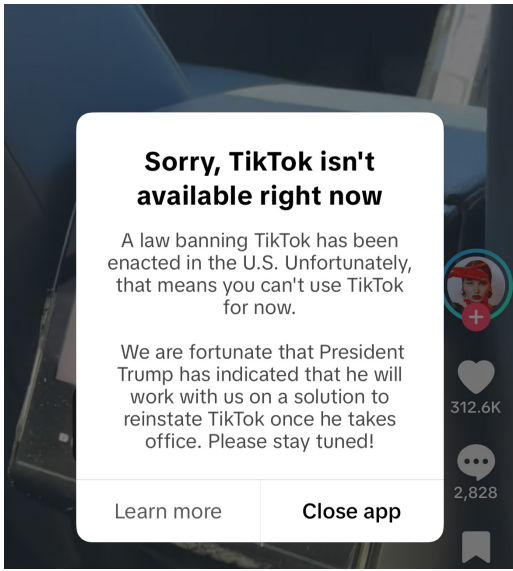 Sorry, TikTok isn't
available right now
A law banning TikTok has been
enacted in the U.S. Unfortunately,
that means you can't use TikTok
for now.
We are fortunate that President
Trump has indicated that he will
work with us on a solution to
reinstate TikTok once he takes
office. Please stay tuned!
Learn more
Close app
312.6K
2,828